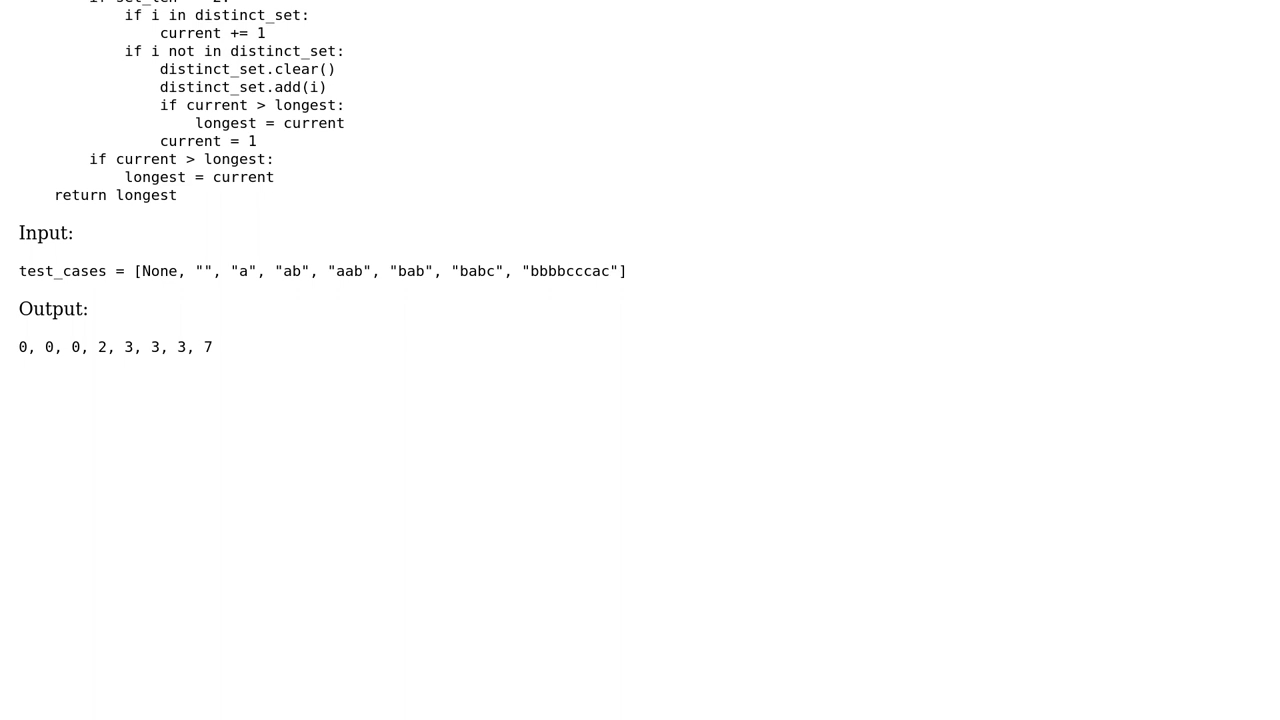 if i in distinct_set:
                current += 1
            if i not in distinct_set:
                distinct_set.clear()
                distinct_set.add(i)
                if current > longest:
                    longest = current
                current = 1
        if current > longest:
            longest = current
    return longest
Input:
test_cases = [None, "", "a", "ab", "aab", "bab", "babc", "bbbbcccac"]
Output:
0, 0, 0, 2, 3, 3, 3, 7